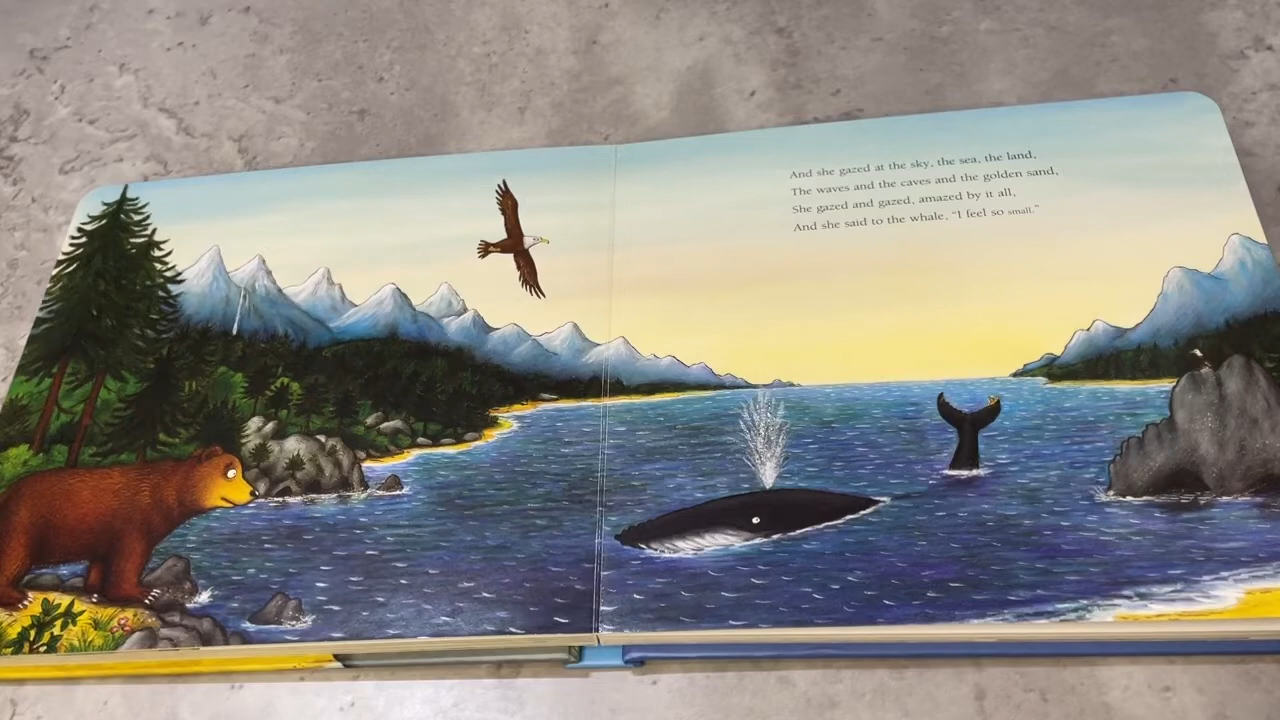 And she gazed at the sky, the sea, the land,
The waves and the caves and the golden sand,
She gazed and gazed, amazed by it all,
And she said to the whale, “I feel so small.”